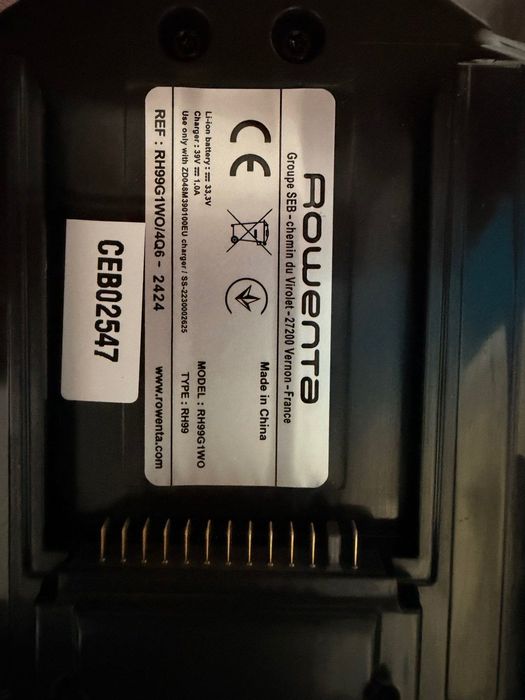 Rowenta
Groupe SEB - chemin du Virolet - 27200 Vernon - France
Made in China
CE
Li-ion battery : ⎓ 33,3V
Charger : 39V ⎓ 1.0A
Use only with ZD048M390100EU charger / SS-2230002625
MODEL : RH99G1WO
TYPE : RH99
REF : RH99G1WO/4Q6 - 2424
www.rowenta.com
CEB02547